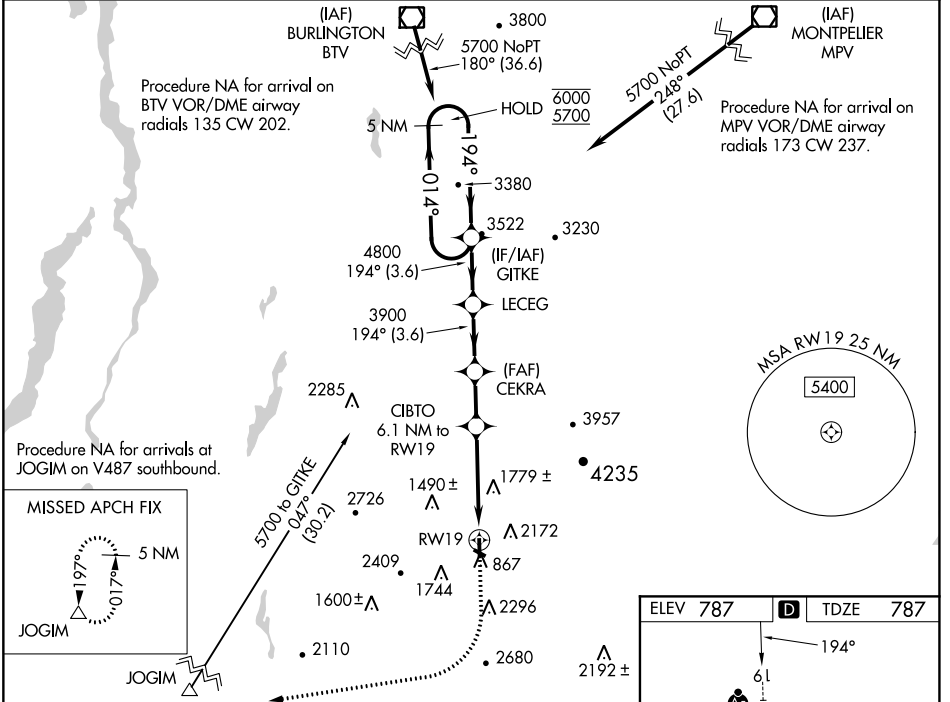 (IAF)
BURLINGTON
BTV
3800
(IAF)
MONTPELIER
MPV
5700 NoPT
180° (36.6)
5700 NoPT
248°
(27.6)
Procedure NA for arrival on
BTV VOR/DME airway
radials 135 CW 202.
HOLD
6000
5700
Procedure NA for arrival on
MPV VOR/DME airway
radials 173 CW 237.
5 NM
194°
014°
3380
3522
3230
(IF/IAF)
GITKE
4800
194° (3.6)
LECEG
3900
194° (3.6)
(FAF)
CEKRA
MSA RW19 25 NM
5400
2285
CIBTO
6.1 NM to
RW19
3957
4235
Procedure NA for arrivals at
JOGIM on V487 southbound.
5700 to GITKE
047°
(30.2)
2726
1490 ±
1779 ±
MISSED APCH FIX
5 NM
197°
017°
JOGIM
RW19
2172
867
2409
1744
1600 ±
2296
2110
2680
2192 ±
JOGIM
ELEV 787 D TDZE 787
194°
19